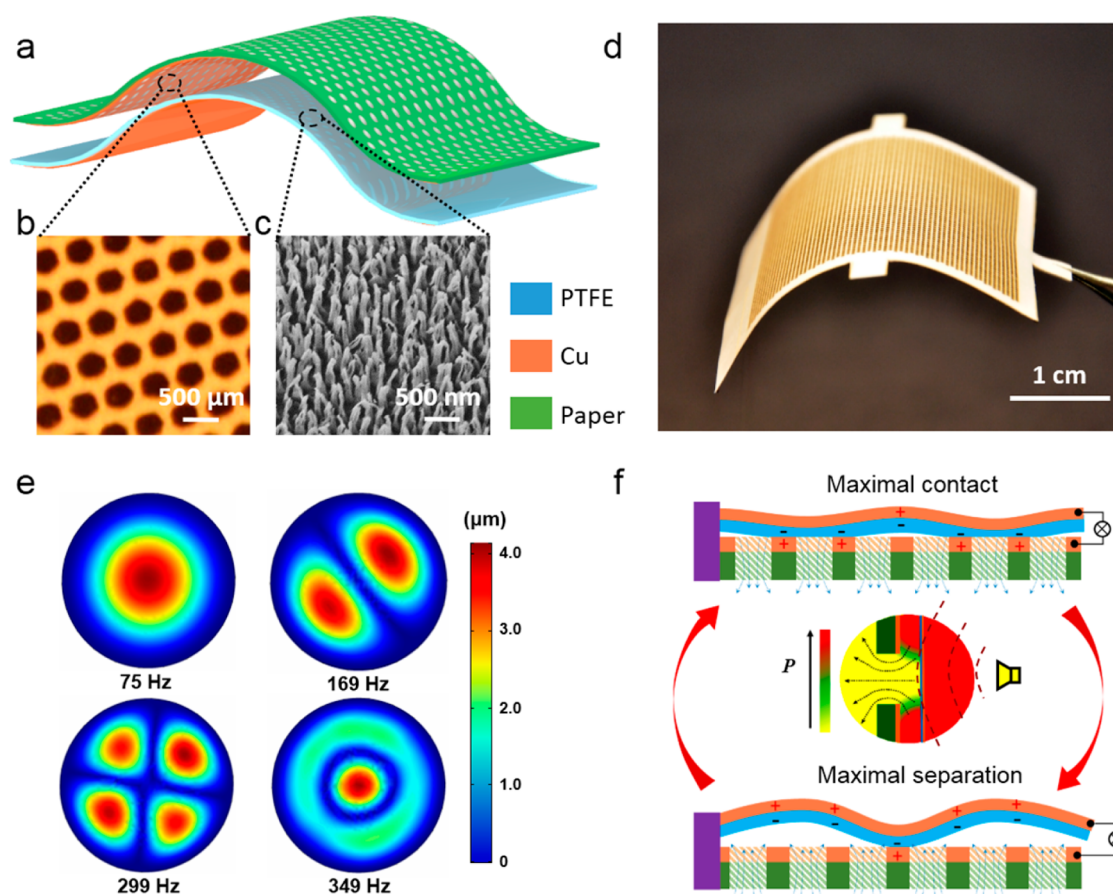 a
d
b
c
500 μm
500 nm
PTFE
Cu
Paper
1 cm
e
(μm)
4.0
3.0
2.0
1.0
0
75 Hz
169 Hz
299 Hz
349 Hz
f
Maximal contact
+
- - - - -
+ + + +
P
Maximal separation
+ + + +
- - - - -
+